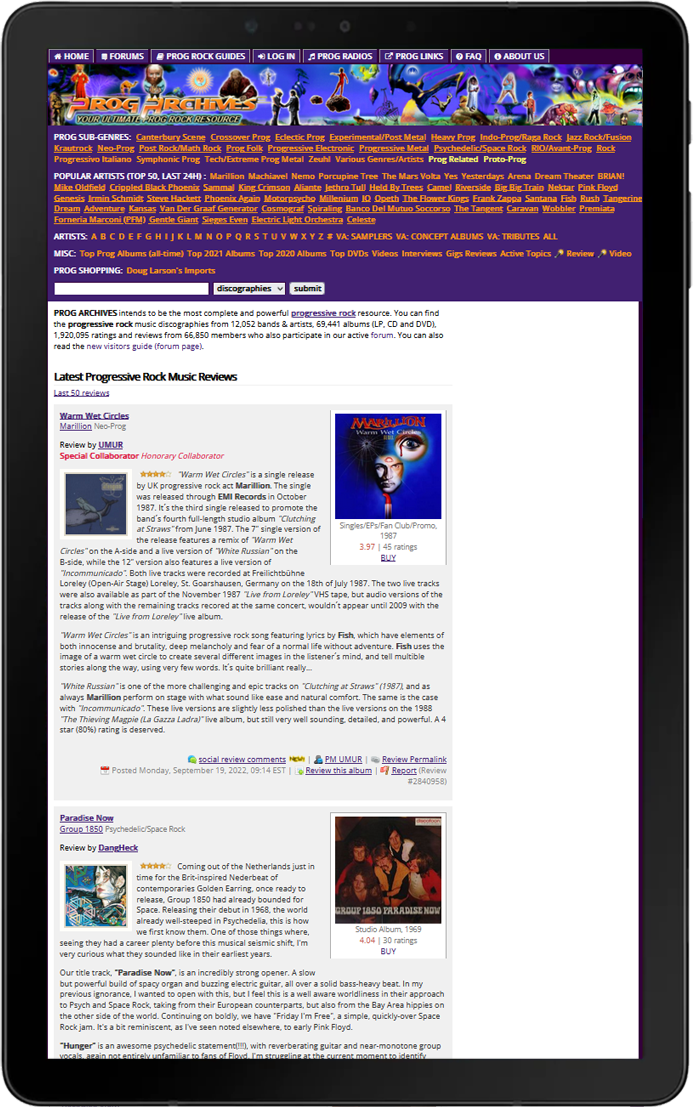 HOME FORUMS PROG ROCK GUIDES LOG IN PROG RADIOS PROG LINKS FAQ ABOUT US
PROG ARCHIVES
YOUR ULTIMATE PROG ROCK RESOURCE
PROG SUB-GENRES: Canterbury Scene Crossover Prog Eclectic Prog Experimental/Post Metal Heavy Prog Indo-Prog/Raga Rock Jazz Rock/Fusion
Krautrock Neo-Prog Post Rock/Math Rock Prog Folk Progressive Electronic Progressive Metal Psychedelic/Space Rock RIO/Avant-Prog Rock
Progressivo Italiano Symphonic Prog Tech/Extreme Prog Metal Zeuhl Various Genres/Artists Prog Related Proto-Prog
POPULAR ARTISTS (TOP 50, LAST 24H) : Marillion Machiavel Nemo Porcupine Tree The Mars Volta Yes Yesterdays Arena Dream Theater BRIAN!
Mike Oldfield Crippled Black Phoenix Sammal King Crimson Aliante Jethro Tull Held By Trees Camel Riverside Big Big Train Nektar Pink Floyd
Genesis Irmin Schmidt Steve Hackett Phoenix Again Motorpsycho Millenium IO Opeth The Flower Kings Frank Zappa Santana Fish Rush Tangerine
Dream Adventure Kansas Van Der Graaf Generator Cosmograf Spiraling Banco Del Mutuo Soccorso The Tangent Caravan Wobbler Premiata
Forneria Marconi (PFM) Gentle Giant Sieges Even Electric Light Orchestra Celeste
ARTISTS: A B C D E F G H I J K L M N O P Q R S T U V W X Y Z # VA: SAMPLERS VA: CONCEPT ALBUMS VA: TRIBUTES ALL
MISC: Top Prog Albums (all-time) Top 2021 Albums Top 2020 Albums Top DVDs Videos Interviews Gigs Reviews Active Topics Review Video
PROG SHOPPING: Doug Larson's Imports
discographies submit
PROG ARCHIVES intends to be the most complete and powerful progressive rock resource. You can find
the progressive rock music discographies from 12,052 bands & artists, 69,441 albums (LP, CD and DVD),
1,920,095 ratings and reviews from 66,850 members who also participate in our active forum. You can also
read the new visitors guide (forum page).
Latest Progressive Rock Music Reviews
Last 50 reviews
Warm Wet Circles
Marillion Neo-Prog
Review by UMUR
Special Collaborator Honorary Collaborator
"Warm Wet Circles" is a single release
by UK progressive rock act Marillion. The single
was released through EMI Records in October
1987. It's the third single released to promote the
band's fourth full-length studio album "Clutching
at Straws" from June 1987. The 7" single version of
the release features a remix of "Warm Wet
Circles" on the A-side and a live version of "White Russian" on the
B-side, while the 12" version also features a live version of
"Incommunicado". Both live tracks were recorded at Freilichtbühne
Loreley (Open-Air Stage) Loreley, St. Goarshausen, Germany on the 18th of July 1987. The two live tracks
were also available as part of the November 1987 "Live from Loreley" VHS tape, but audio versions of the
tracks along with the remaining tracks recored at the same concert, wouldn't appear until 2009 with the
release of the "Live from Loreley" live album.
MARILLION
Warm Wet Circles
Singles/EPs/Fan Club/Promo,
1987
3.97 | 45 ratings
BUY
"Warm Wet Circles" is an intriguing progressive rock song featuring lyrics by Fish, which have elements of
both innocence and brutality, deep melancholy and fear of a normal life without adventure. Fish uses the
image of a warm wet circle to create several different images in the listener's mind, and tell multible
stories along the way, using very few words. It's quite brilliant really...
"White Russian" is one of the more challenging and epic tracks on "Clutching at Straws" (1987), and as
always Marillion perform on stage with what sound like ease and natural comfort. The same is the case
with "Incommunicado". These live versions are slightly less polished than the live versions on the 1988
"The Thieving Magpie (La Gazza Ladra)" live album, but still very well sounding, detailed, and powerful. A 4
star (80%) rating is deserved.
social review comments NEW! | PM UMUR | Review Permalink
Posted Monday, September 19, 2022, 09:14 EST | Review this album | Report (Review
#2840958)
Paradise Now
Group 1850 Psychedelic/Space Rock
Review by DangHeck
Coming out of the Netherlands just in
time for the Brit-inspired Nederbeat of
contemporaries Golden Earring, once ready to
release, Group 1850 had already bounded for
Space. Releasing their debut in 1968, the world
already well-steeped in Psychedelia, this is how
we first know them. One of those things where,
seeing they had a career plenty before this musical seismic shift, I'm
very curious what they sounded like in their earliest years.
GROUP 1850 PARADISE NOW
Studio Album, 1969
4.04 | 30 ratings
BUY
Our title track, "Paradise Now", is an incredibly strong opener. A slow
but powerful build of spacy organ and buzzing electric guitar, all over a solid bass-heavy beat. In my
previous ignorance, I wanted to open with this, but I feel this is a well aware worldliness in their approach
to Psych and Space Rock, taking from their European counterparts, but also from the Bay Area hippies on
the other side of the world. Continuing on boldly, we have "Friday I'm Free", a simple, quickly-over Space
Rock jam. It's a bit reminiscent, as I've seen noted elsewhere, to early Pink Floyd.
"Hunger" is an awesome psychedelic statement(!!!), with reverberating guitar and near-monotone group
vocals, again not entirely unfamiliar to fans of Floyd. I'm struggling at the current moment to identify